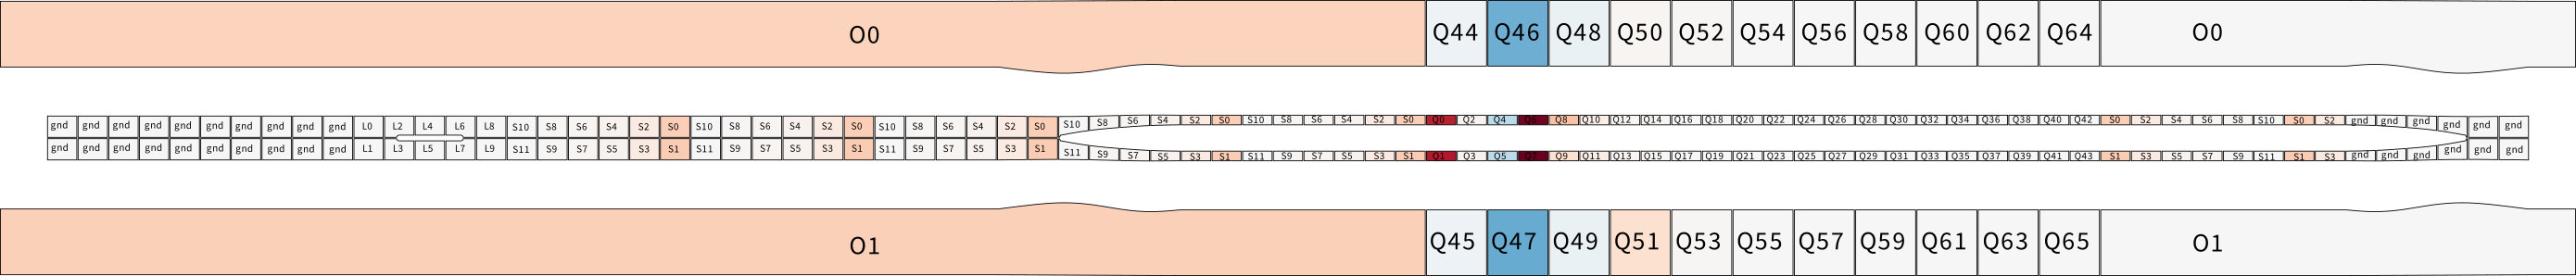 O0 Q44 Q46 Q48 Q50 Q52 Q54 Q56 Q58 Q60 Q62 Q64 O0
gnd gnd gnd gnd gnd gnd gnd gnd gnd gnd L0 L2 L4 L6 L8 S10 S8 S6 S4 S2 S0 S10 S8 S6 S4 S2 S0 S10 S8 S6 S4 S2 S0 S10 S8 S6 S4 S2 S0 S10 S8 S6 S4 S2 S0 Q0 Q2 Q4 Q6 Q8 Q10 Q12 Q14 Q16 Q18 Q20 Q22 Q24 Q26 Q28 Q30 Q32 Q34 Q36 Q38 Q40 Q42 S0 S2 S4 S6 S8 S10 S0 S2 gnd gnd gnd gnd gnd gnd
gnd gnd gnd gnd gnd gnd gnd gnd gnd gnd L1 L3 L5 L7 L9 S11 S9 S7 S5 S3 S1 S11 S9 S7 S5 S3 S1 S11 S9 S7 S5 S3 S1 S11 S9 S7 S5 S3 S1 S11 S9 S7 S5 S3 S1 Q1 Q3 Q5 Q7 Q9 Q11 Q13 Q15 Q17 Q19 Q21 Q23 Q25 Q27 Q29 Q31 Q33 Q35 Q37 Q39 Q41 Q43 S1 S3 S5 S7 S9 S11 S1 S3 gnd gnd gnd gnd gnd gnd
O1 Q45 Q47 Q49 Q51 Q53 Q55 Q57 Q59 Q61 Q63 Q65 O1